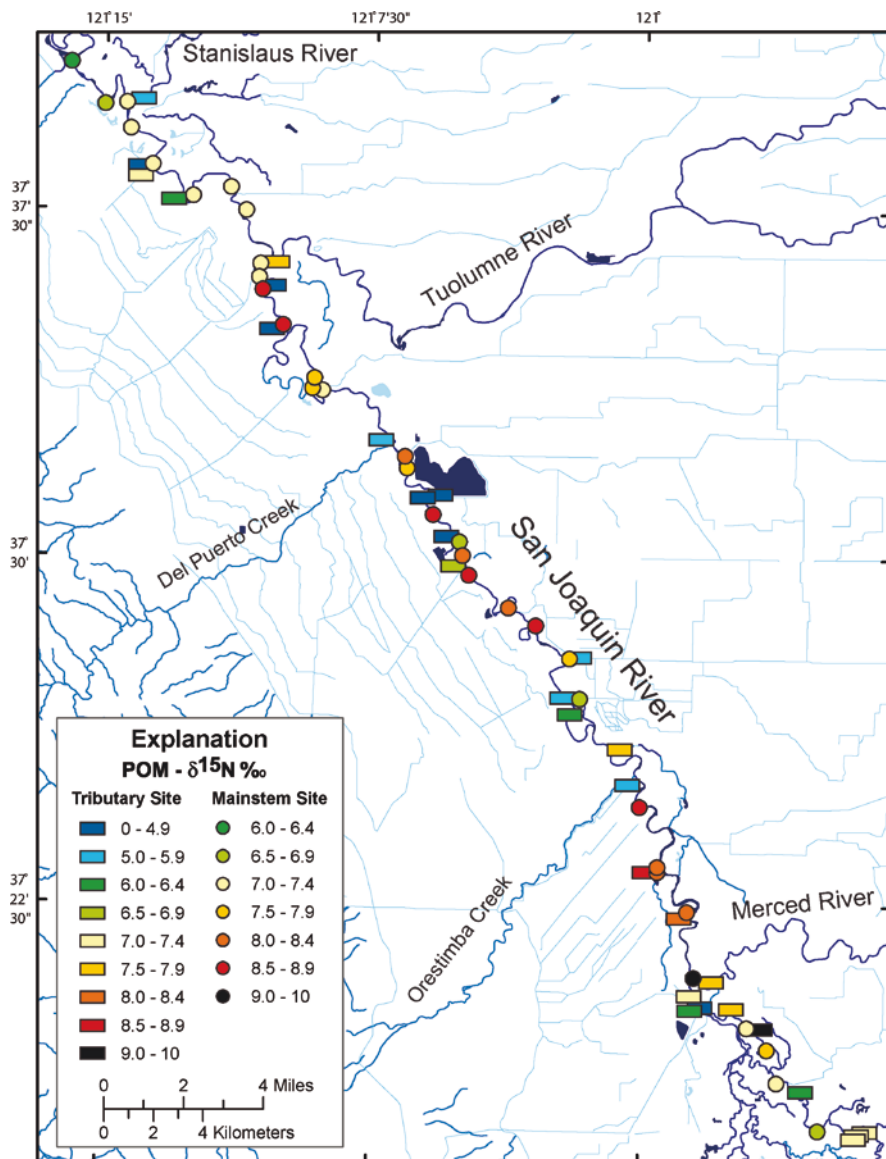 121°15'
121°7'30"
121°
Stanislaus River
37°
37'
30"
Tuolumne River
Del Puerto Creek
37°
30'
San Joaquin River
Explanation
POM - δ15N ‰
Tributary Site
Mainstem Site
0 - 4.9
6.0 - 6.4
5.0 - 5.9
6.5 - 6.9
6.0 - 6.4
7.0 - 7.4
6.5 - 6.9
7.5 - 7.9
7.0 - 7.4
8.0 - 8.4
7.5 - 7.9
8.5 - 8.9
8.0 - 8.4
9.0 - 10
8.5 - 8.9
9.0 - 10
0 2 4 Miles
0 2 4 Kilometers
37°
22'
30"
Orestimba Creek
Merced River